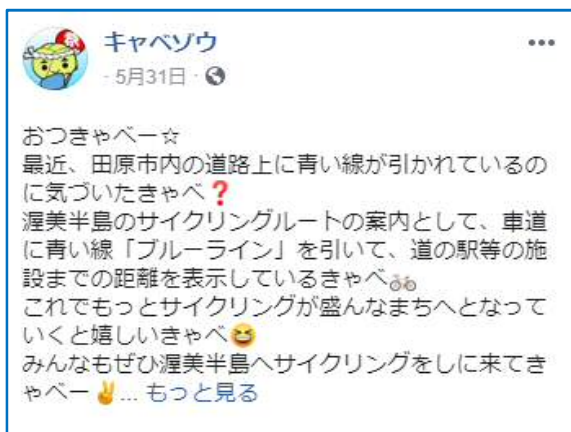 キャベゾウ
· 5月31日 ·
おつきゃべー☆
最近、田原市内の道路上に青い線が引かれているの
に気づいたきゃべ❓
渥美半島のサイクリングルートの案内として、車道
に青い線「ブルーライン」を引いて、道の駅等の施
設までの距離を表示しているきゃべ🚲
これでもっとサイクリングが盛んなまちへとなって
いくと嬉しいきゃべ😆
みんなもぜひ渥美半島へサイクリングをしに来てき
ゃべー✌... もっと見る